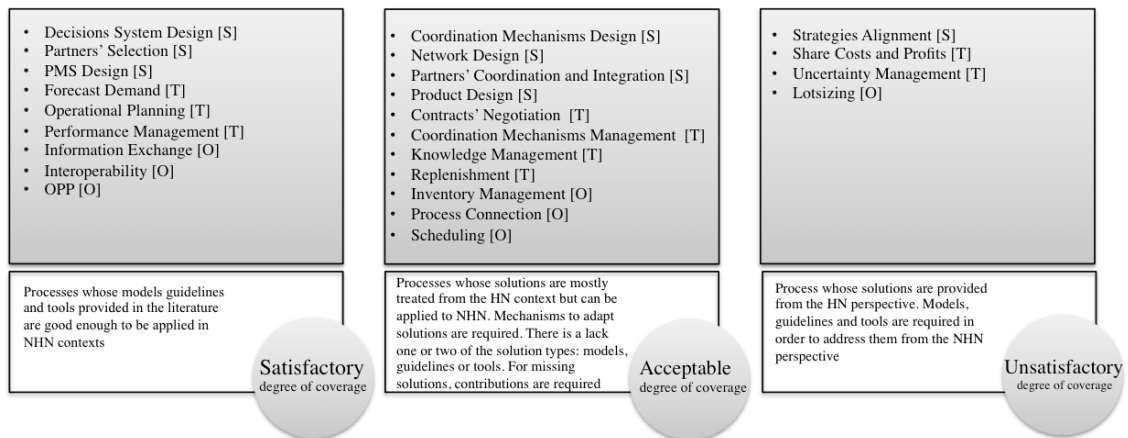 • Decisions System Design [S]
• Partners’ Selection [S]
• PMS Design [S]
• Forecast Demand [T]
• Operational Planning [T]
• Performance Management [T]
• Information Exchange [O]
• Interoperability [O]
• OPP [O]
Processes whose models guidelines
and tools provided in the literature
are good enough to be applied in
NHN contexts
Satisfactory
degree of coverage
• Coordination Mechanisms Design [S]
• Network Design [S]
• Partners’ Coordination and Integration [S]
• Product Design [S]
• Contracts’ Negotiation [T]
• Coordination Mechanisms Management [T]
• Knowledge Management [T]
• Replenishment [T]
• Inventory Management [O]
• Process Connection [O]
• Scheduling [O]
Processes whose solutions are mostly
treated from the HN context but can be
applied to NHN. Mechanisms to adapt
solutions are required. There is a lack
one or two of the solution types: models,
guidelines or tools. For missing
solutions, contributions are required
Acceptable
degree of coverage
• Strategies Alignment [S]
• Share Costs and Profits [T]
• Uncertainty Management [T]
• Lotsizing [O]
Process whose solutions are provided
from the HN perspective. Models,
guidelines and tools are required in
order to address them from the NHN
perspective
Unsatisfactory
degree of coverage